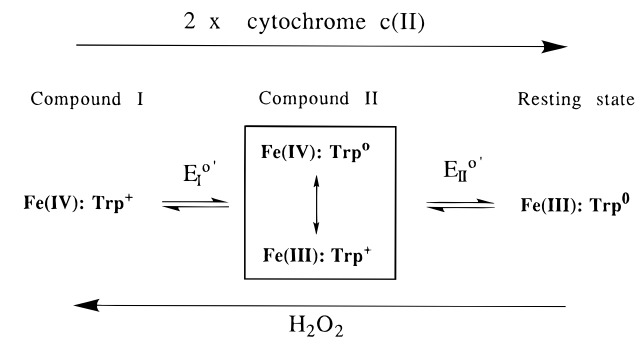 2 x cytochrome c(II)
Compound I
Compound II
Resting state
Fe(IV): Trp⁺
E_I°'
Fe(IV): Trp°
Fe(III): Trp⁺
E_II°'
Fe(III): Trp⁰
H₂O₂